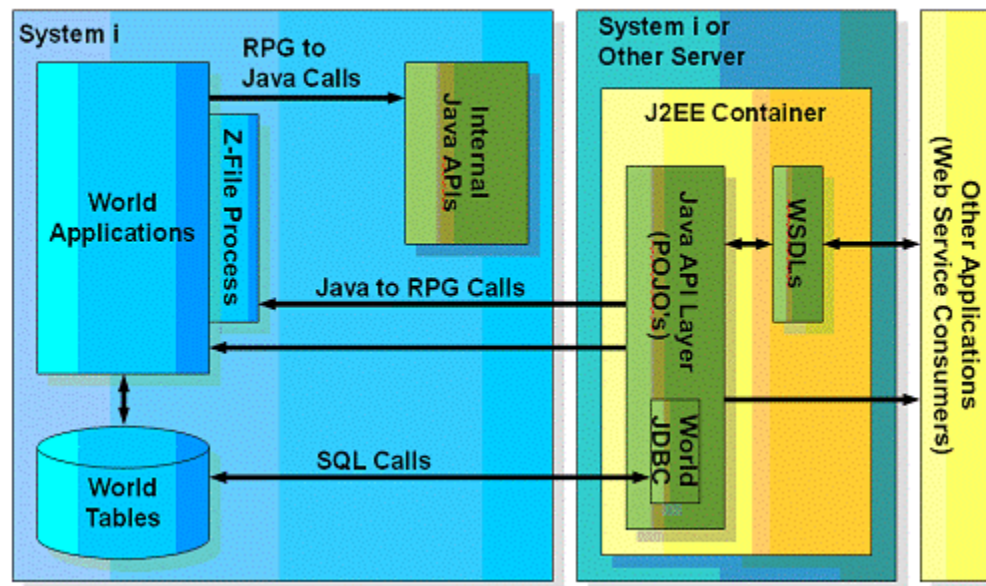 System i
RPG to
Java Calls
World
Applications
Z-File Process
Internal
Java APIs
Java to RPG Calls
SQL Calls
World
Tables
System i or
Other Server
J2EE Container
Java API Layer
(POJO's)
World
JDBC
WSDLs
Other Applications
(Web Service Consumers)